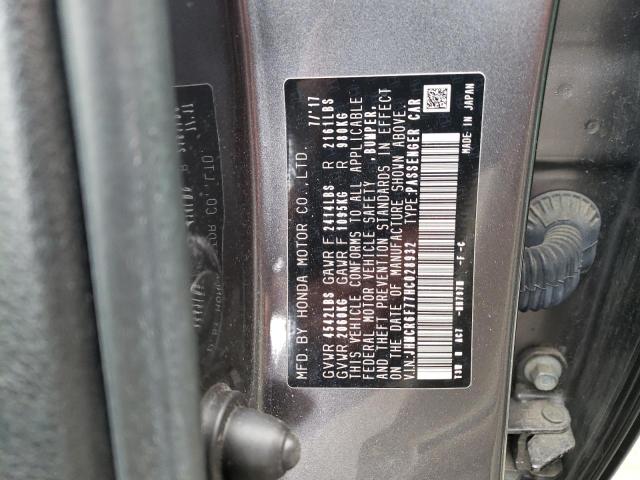 MFD. BY HONDA MOTOR CO.,LTD. 7/'17
GVWR 4542LBS GAWR F 2414LBS R 2161LBS
GVWR 2060KG GAWR F 1095KG R 980KG
THIS VEHICLE CONFORMS TO ALL APPLICABLE
FEDERAL MOTOR VEHICLE SAFETY ,BUMPER,
AND THEFT PREVENTION STANDARDS IN EFFECT
ON THE DATE OF MANUFACTURE SHOWN ABOVE.
V.I.N.: TYPE:PASSENGER CAR
-F-C MADE IN JAPAN